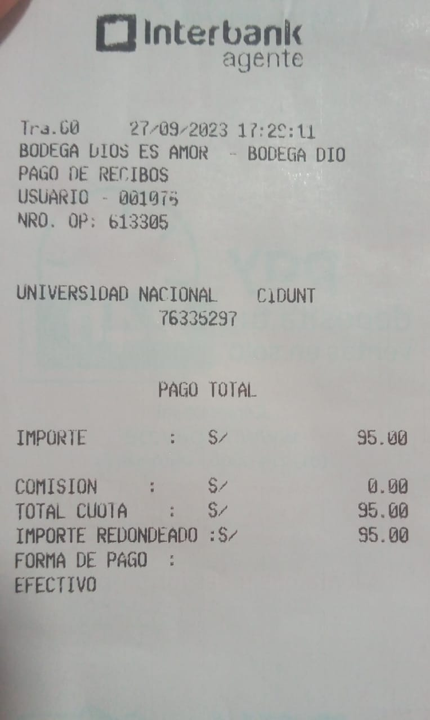 Interbank
agente
Tra.60 27/09/2023 17:29:11
BODEGA DIOS ES AMOR - BODEGA DIO
PAGO DE RECIBOS
USUARIO - 001075
NRO. OP: 613305
UNIVERSIDAD NACIONAL CIDUNT
76335297
PAGO TOTAL
IMPORTE : S/ 95.00
COMISION : S/ 0.00
TOTAL CUOTA : S/ 95.00
IMPORTE REDONDEADO :S/ 95.00
FORMA DE PAGO :
EFECTIVO